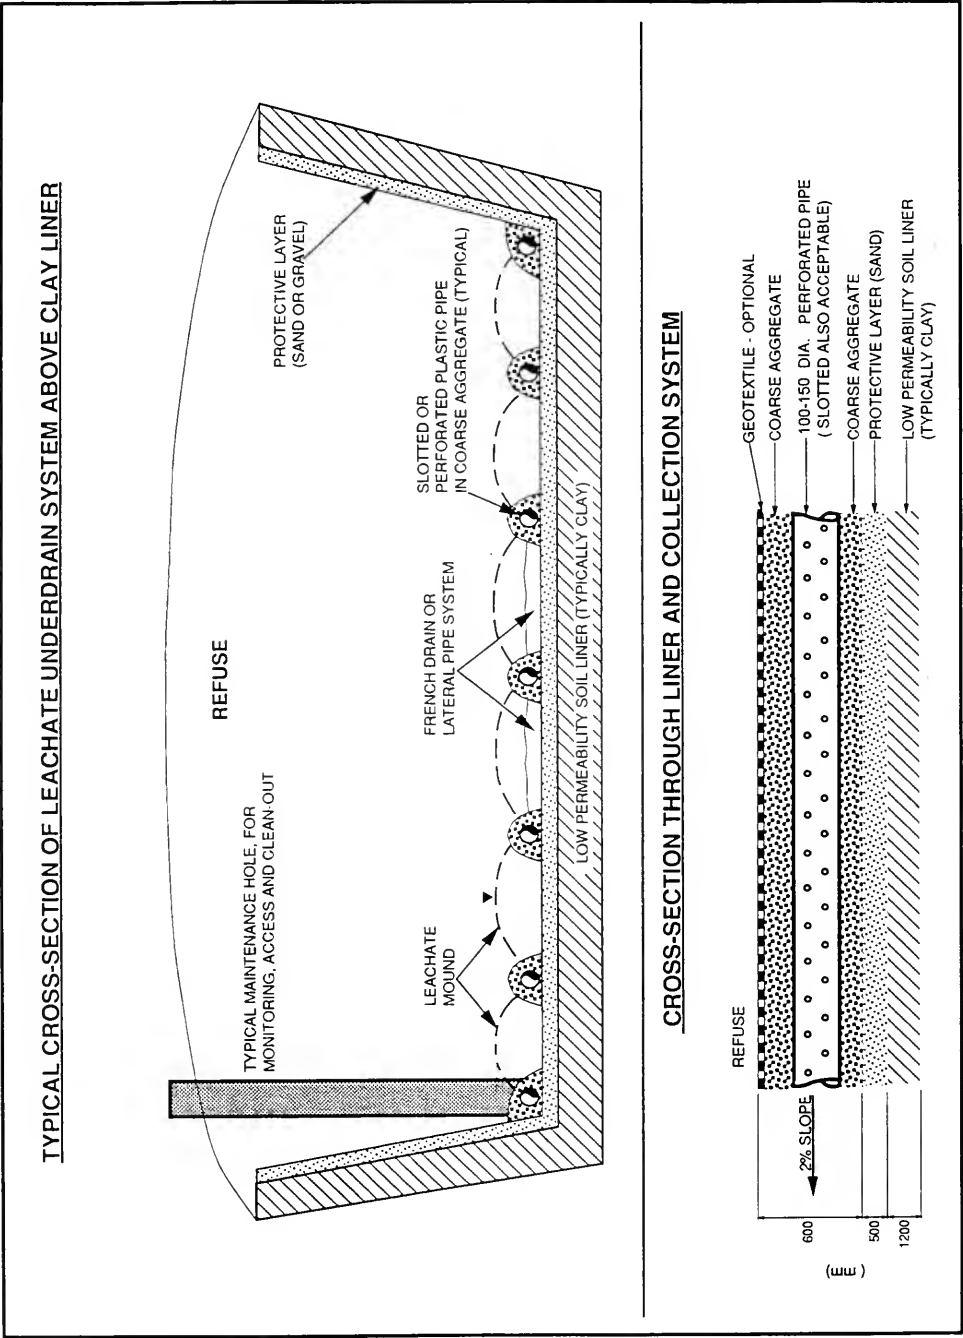 TYPICAL CROSS-SECTION OF LEACHATE UNDERDRAIN SYSTEM ABOVE CLAY LINER
REFUSE
TYPICAL MAINTENANCE HOLE, FOR
MONITORING, ACCESS AND CLEAN-OUT
PROTECTIVE LAYER
(SAND OR GRAVEL)
LEACHATE
MOUND
FRENCH DRAIN OR
LATERAL PIPE SYSTEM
SLOTTED OR
PERFORATED PLASTIC PIPE
IN COARSE AGGREGATE (TYPICAL)
LOW PERMEABILITY SOIL LINER (TYPICALLY CLAY)
CROSS-SECTION THROUGH LINER AND COLLECTION SYSTEM
REFUSE
2% SLOPE
600
500
1200
(mm)
GEOTEXTILE - OPTIONAL
COARSE AGGREGATE
100-150 DIA. PERFORATED PIPE
( SLOTTED ALSO ACCEPTABLE)
COARSE AGGREGATE
PROTECTIVE LAYER (SAND)
LOW PERMEABILITY SOIL LINER
(TYPICALLY CLAY)